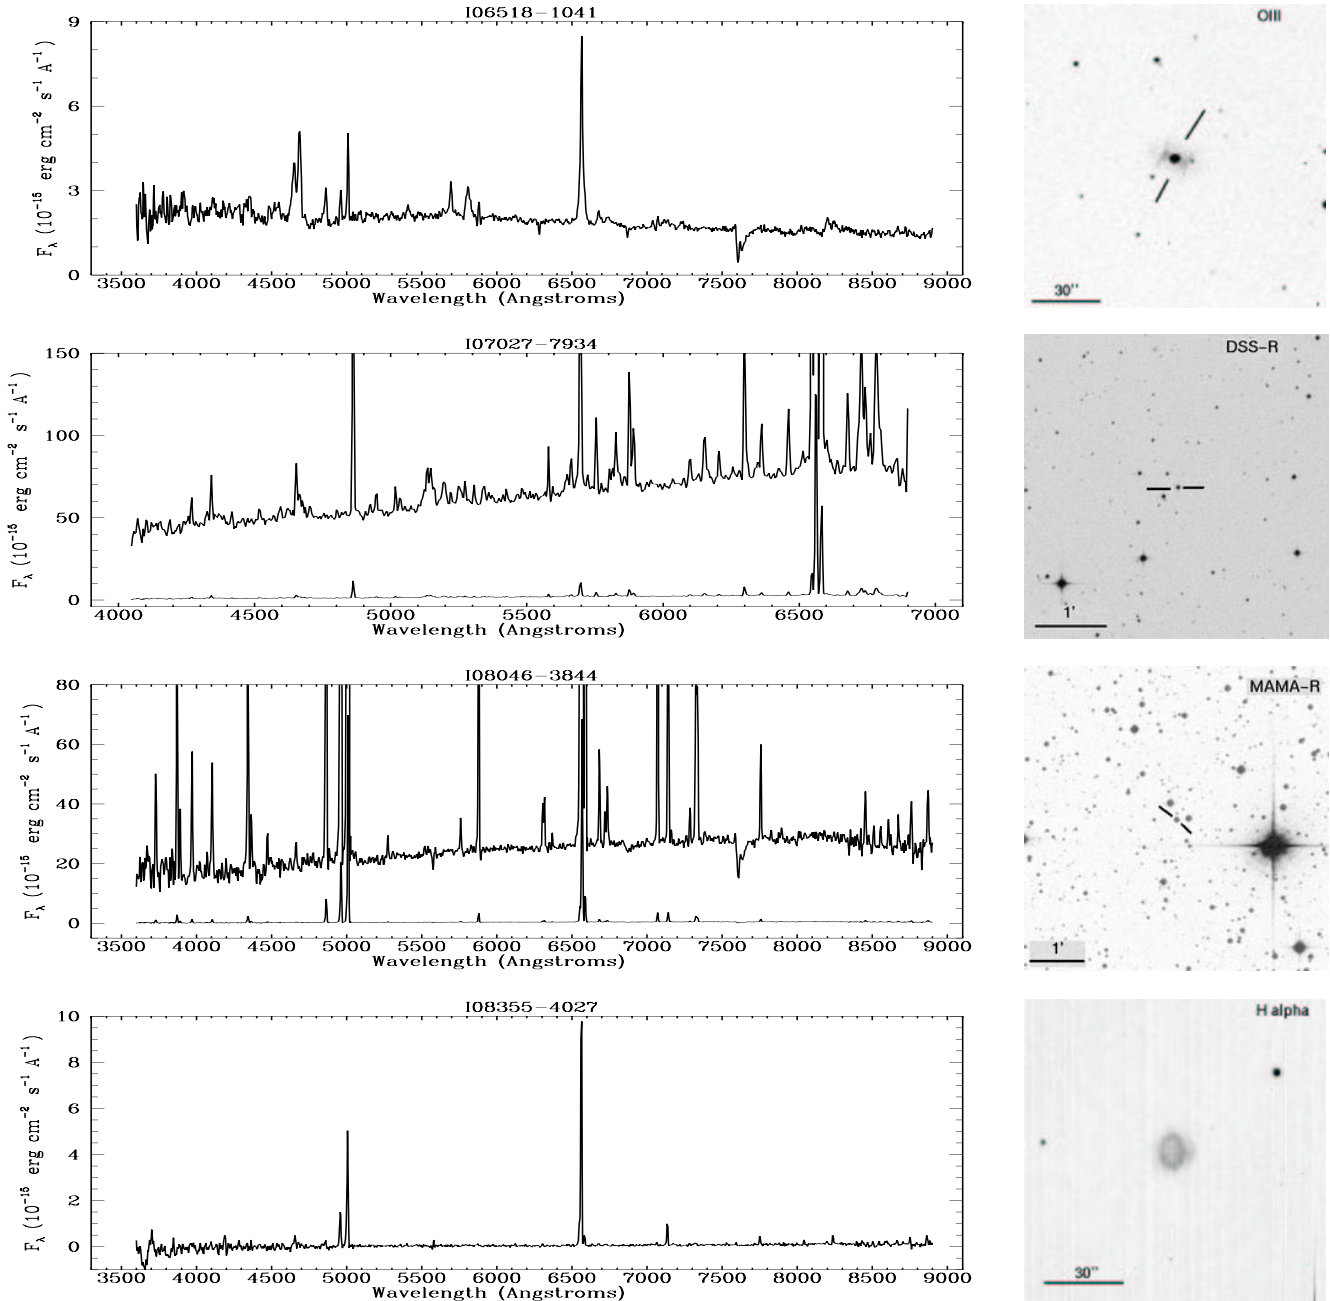 I06518-1041
OIII
9
6
3
0
F_λ (10^-15 erg cm^-2 s^-1 A^-1)
3500 4000 4500 5000 5500 6000 6500 7000 7500 8000 8500 9000
Wavelength (Angstroms)
30''
I07027-7934
DSS-R
150
100
50
0
F_λ (10^-15 erg cm^-2 s^-1 A^-1)
4000 4500 5000 5500 6000 6500 7000
Wavelength (Angstroms)
1'
I08046-3844
MAMA-R
80
60
40
20
0
F_λ (10^-15 erg cm^-2 s^-1 A^-1)
3500 4000 4500 5000 5500 6000 6500 7000 7500 8000 8500 9000
Wavelength (Angstroms)
1'
I08355-4027
H alpha
10
8
6
4
2
0
F_λ (10^-15 erg cm^-2 s^-1 A^-1)
3500 4000 4500 5000 5500 6000 6500 7000 7500 8000 8500 9000
Wavelength (Angstroms)
30''